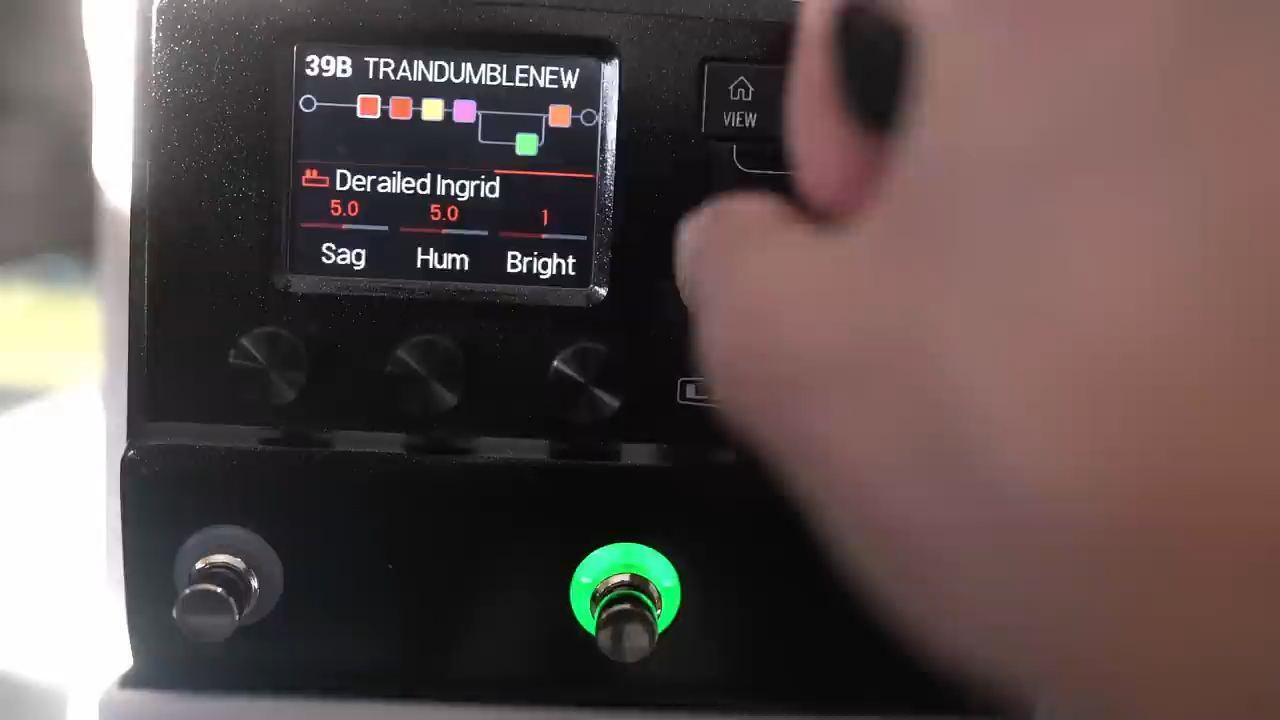 39B TRAINDUMBLENEW
VIEW
Derailed Ingrid
5.0 5.0 1
Sag Hum Bright